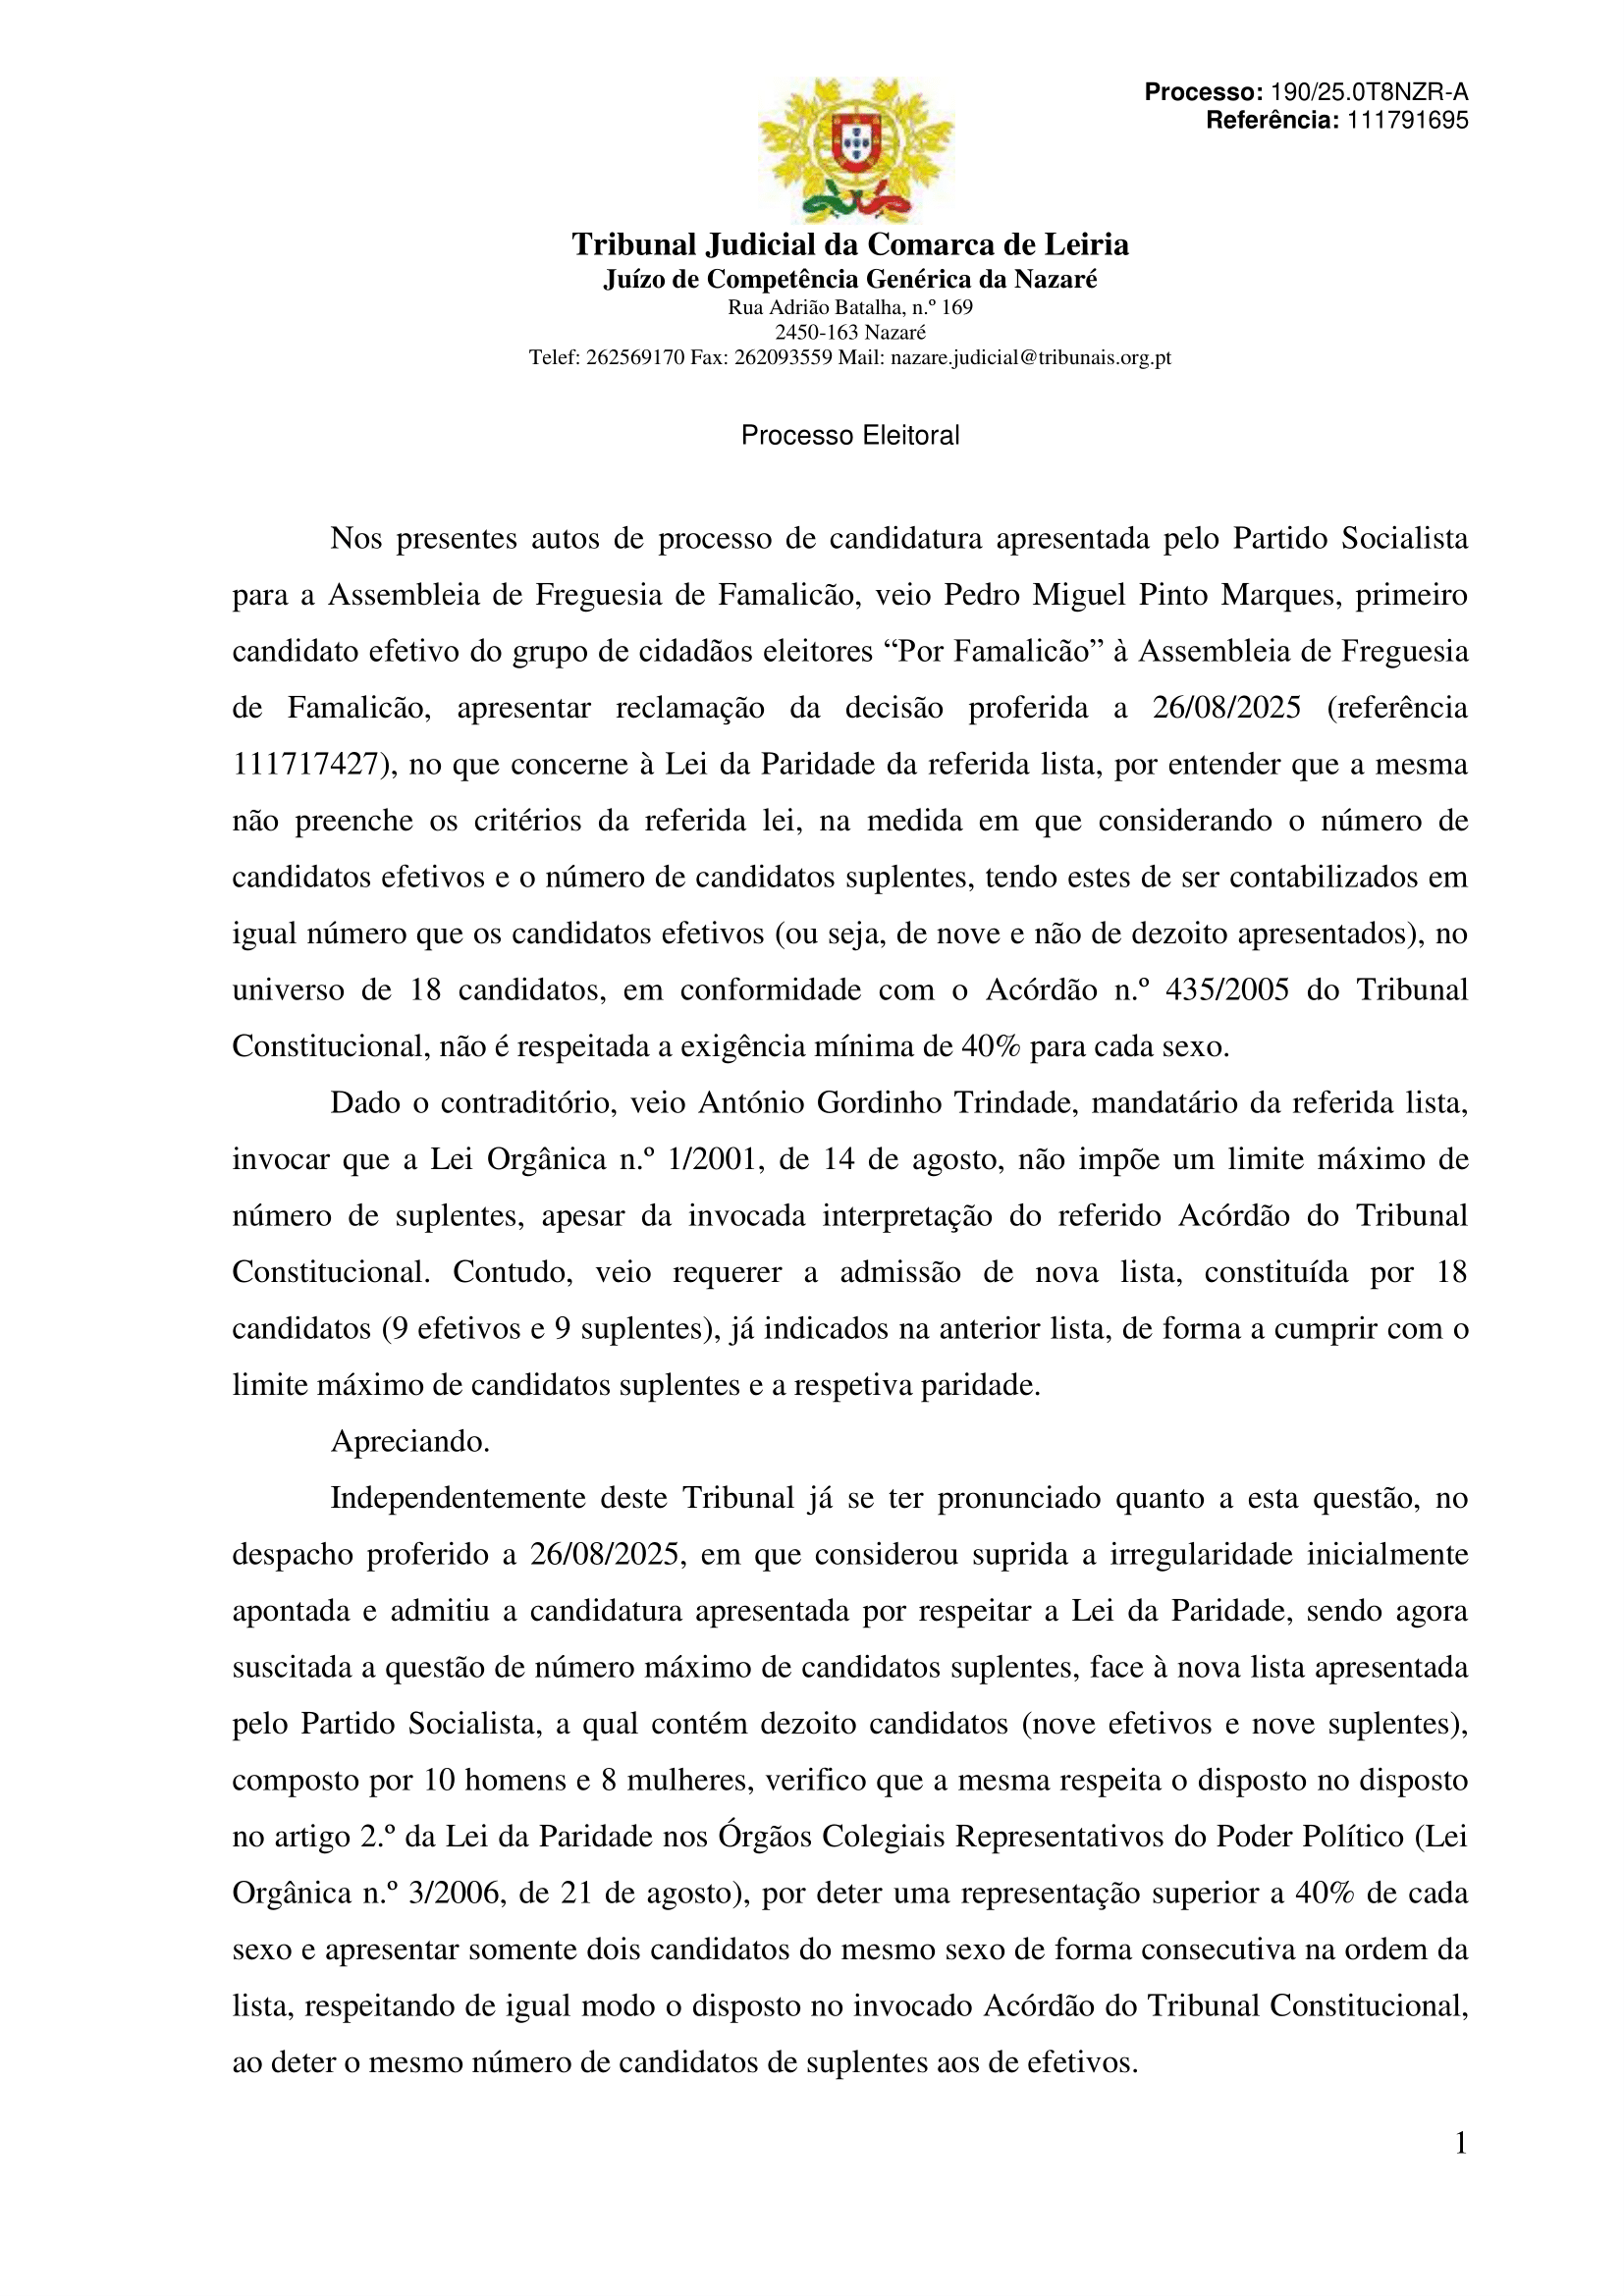 Processo: 190/25.0T8NZR-A
Referência: 111791695
Tribunal Judicial da Comarca de Leiria
Juízo de Competência Genérica da Nazaré
Rua Adrião Batalha, n.º 169
2450-163 Nazaré
Telef: 262569170 Fax: 262093559 Mail: nazare.judicial@tribunais.org.pt
Processo Eleitoral
Nos presentes autos de processo de candidatura apresentada pelo Partido Socialista
para a Assembleia de Freguesia de Famalicão, veio Pedro Miguel Pinto Marques, primeiro
candidato efetivo do grupo de cidadãos eleitores “Por Famalicão” à Assembleia de Freguesia
de Famalicão, apresentar reclamação da decisão proferida a 26/08/2025 (referência
111717427), no que concerne à Lei da Paridade da referida lista, por entender que a mesma
não preenche os critérios da referida lei, na medida em que considerando o número de
candidatos efetivos e o número de candidatos suplentes, tendo estes de ser contabilizados em
igual número que os candidatos efetivos (ou seja, de nove e não de dezoito apresentados), no
universo de 18 candidatos, em conformidade com o Acórdão n.º 435/2005 do Tribunal
Constitucional, não é respeitada a exigência mínima de 40% para cada sexo.
Dado o contraditório, veio António Gordinho Trindade, mandatário da referida lista,
invocar que a Lei Orgânica n.º 1/2001, de 14 de agosto, não impõe um limite máximo de
número de suplentes, apesar da invocada interpretação do referido Acórdão do Tribunal
Constitucional. Contudo, veio requerer a admissão de nova lista, constituída por 18
candidatos (9 efetivos e 9 suplentes), já indicados na anterior lista, de forma a cumprir com o
limite máximo de candidatos suplentes e a respetiva paridade.
Apreciando.
Independentemente deste Tribunal já se ter pronunciado quanto a esta questão, no
despacho proferido a 26/08/2025, em que considerou suprida a irregularidade inicialmente
apontada e admitiu a candidatura apresentada por respeitar a Lei da Paridade, sendo agora
suscitada a questão de número máximo de candidatos suplentes, face à nova lista apresentada
pelo Partido Socialista, a qual contém dezoito candidatos (nove efetivos e nove suplentes),
composto por 10 homens e 8 mulheres, verifico que a mesma respeita o disposto no disposto
no artigo 2.º da Lei da Paridade nos Órgãos Colegiais Representativos do Poder Político (Lei
Orgânica n.º 3/2006, de 21 de agosto), por deter uma representação superior a 40% de cada
sexo e apresentar somente dois candidatos do mesmo sexo de forma consecutiva na ordem da
lista, respeitando de igual modo o disposto no invocado Acórdão do Tribunal Constitucional,
ao deter o mesmo número de candidatos de suplentes aos de efetivos.
1